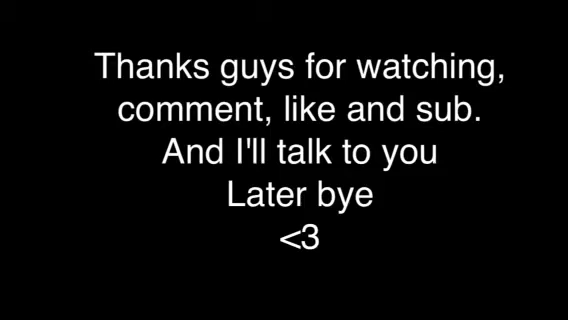 Thanks guys for watching,
comment, like and sub.
And I'll talk to you
Later bye
<3